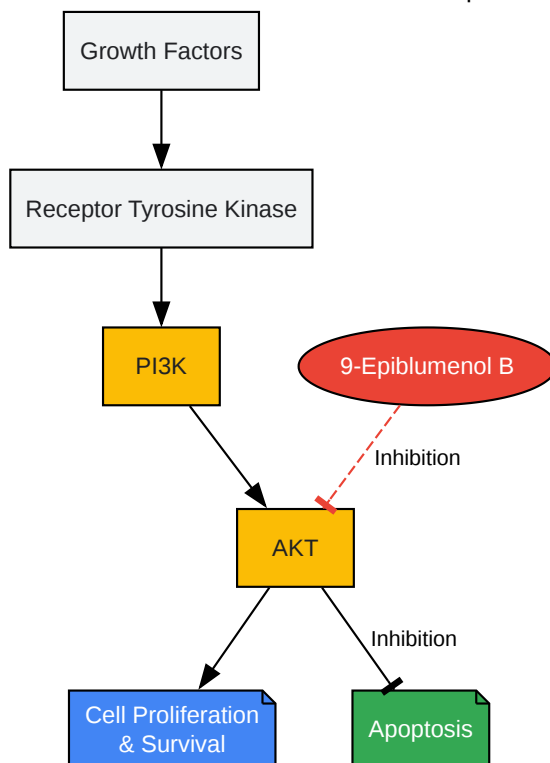 Growth Factors
Receptor Tyrosine Kinase
PI3K
9-Epiblumenol B
Inhibition
AKT
Inhibition
Cell Proliferation
& Survival
Apoptosis